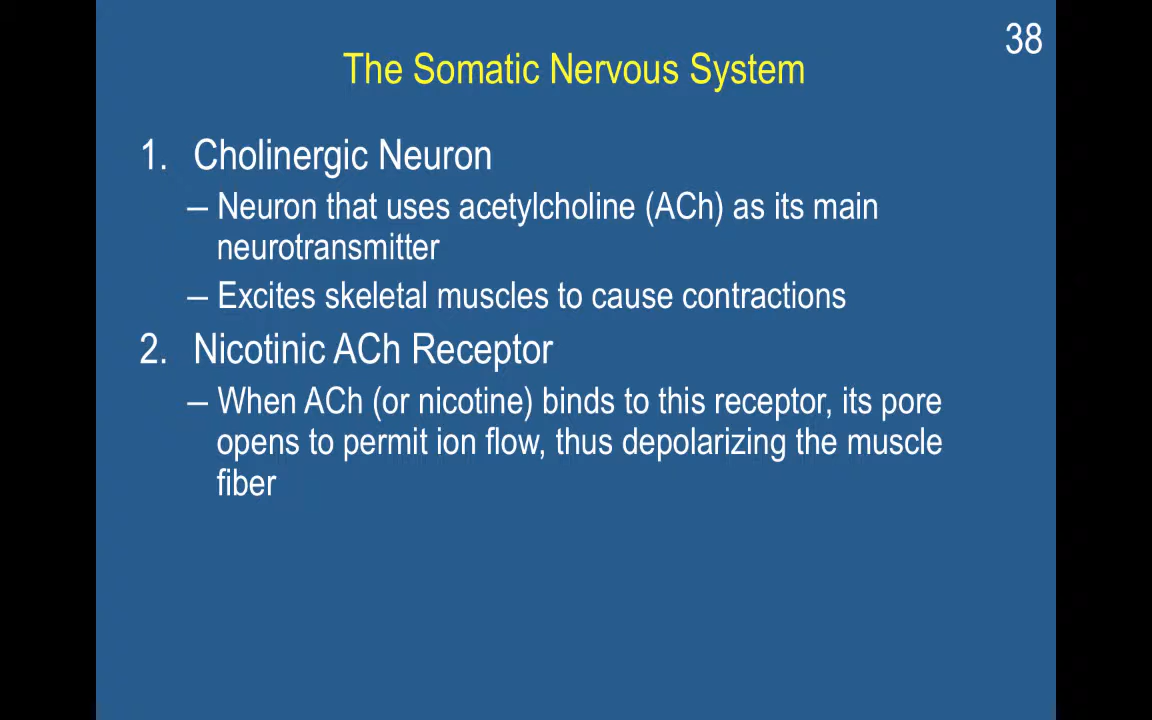 38
The Somatic Nervous System
1. Cholinergic Neuron
– Neuron that uses acetylcholine (ACh) as its main
neurotransmitter
– Excites skeletal muscles to cause contractions
2. Nicotinic ACh Receptor
– When ACh (or nicotine) binds to this receptor, its pore
opens to permit ion flow, thus depolarizing the muscle
fiber